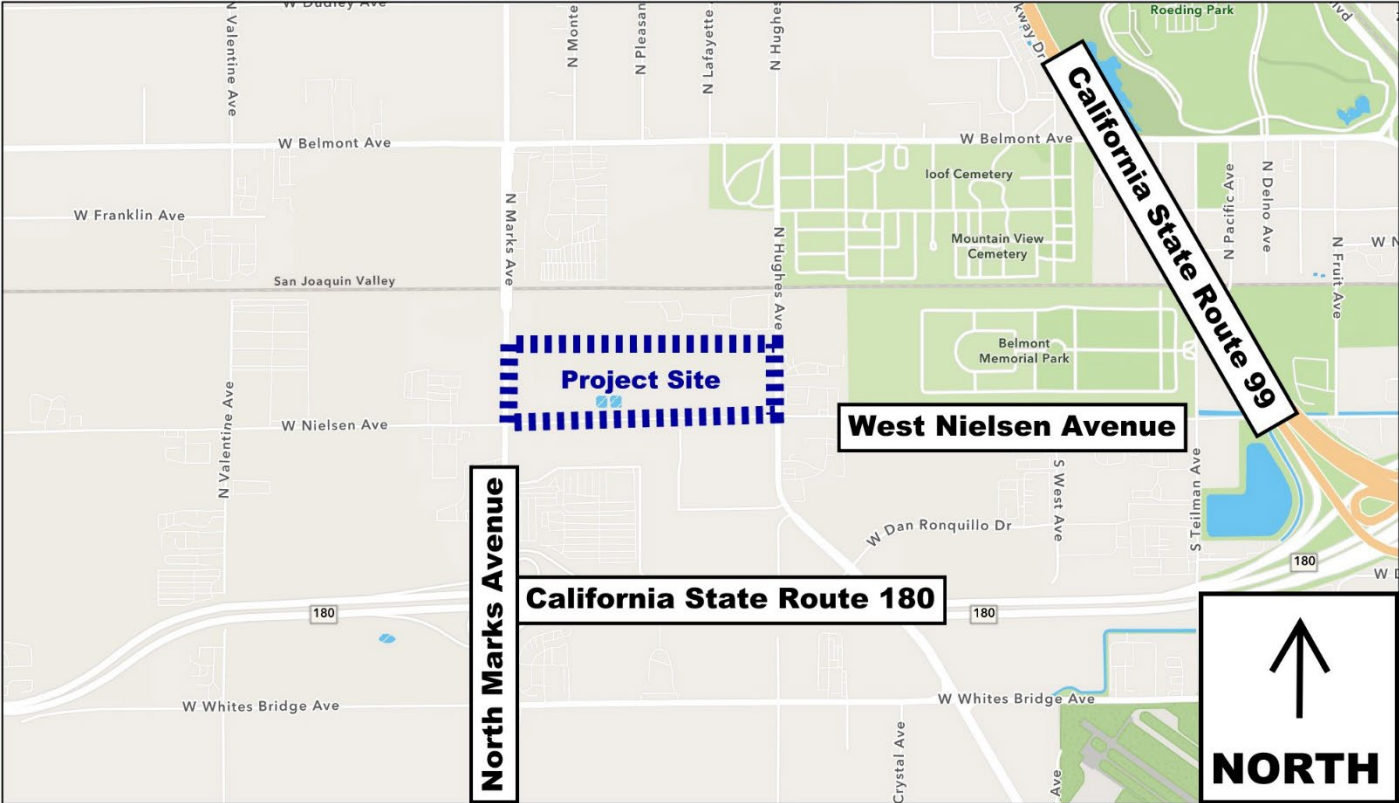 W Dudley Ave
Roeding Park
N Valentine Ave
N Monte
N Pleasan
N Lafayette A
N Hughes
kway Dr
lvd
W Belmont Ave
W Belmont Ave
California State Route 99
Ioof Cemetery
N Pacific Ave
N Delno Ave
W Franklin Ave
N Marks Ave
Mountain View
Cemetery
N Hughes Ave
N Fruit Ave
W N
San Joaquin Valley
Belmont
Memorial Park
Project Site
N Valentine Ave
W Nielsen Ave
West Nielsen Avenue
S West Ave
S Teilman Ave
W Dan Ronquillo Dr
North Marks Avenue
California State Route 180
180
180
180
W D
W Whites Bridge Ave
W Whites Bridge Ave
Crystal Ave
Ave
NORTH